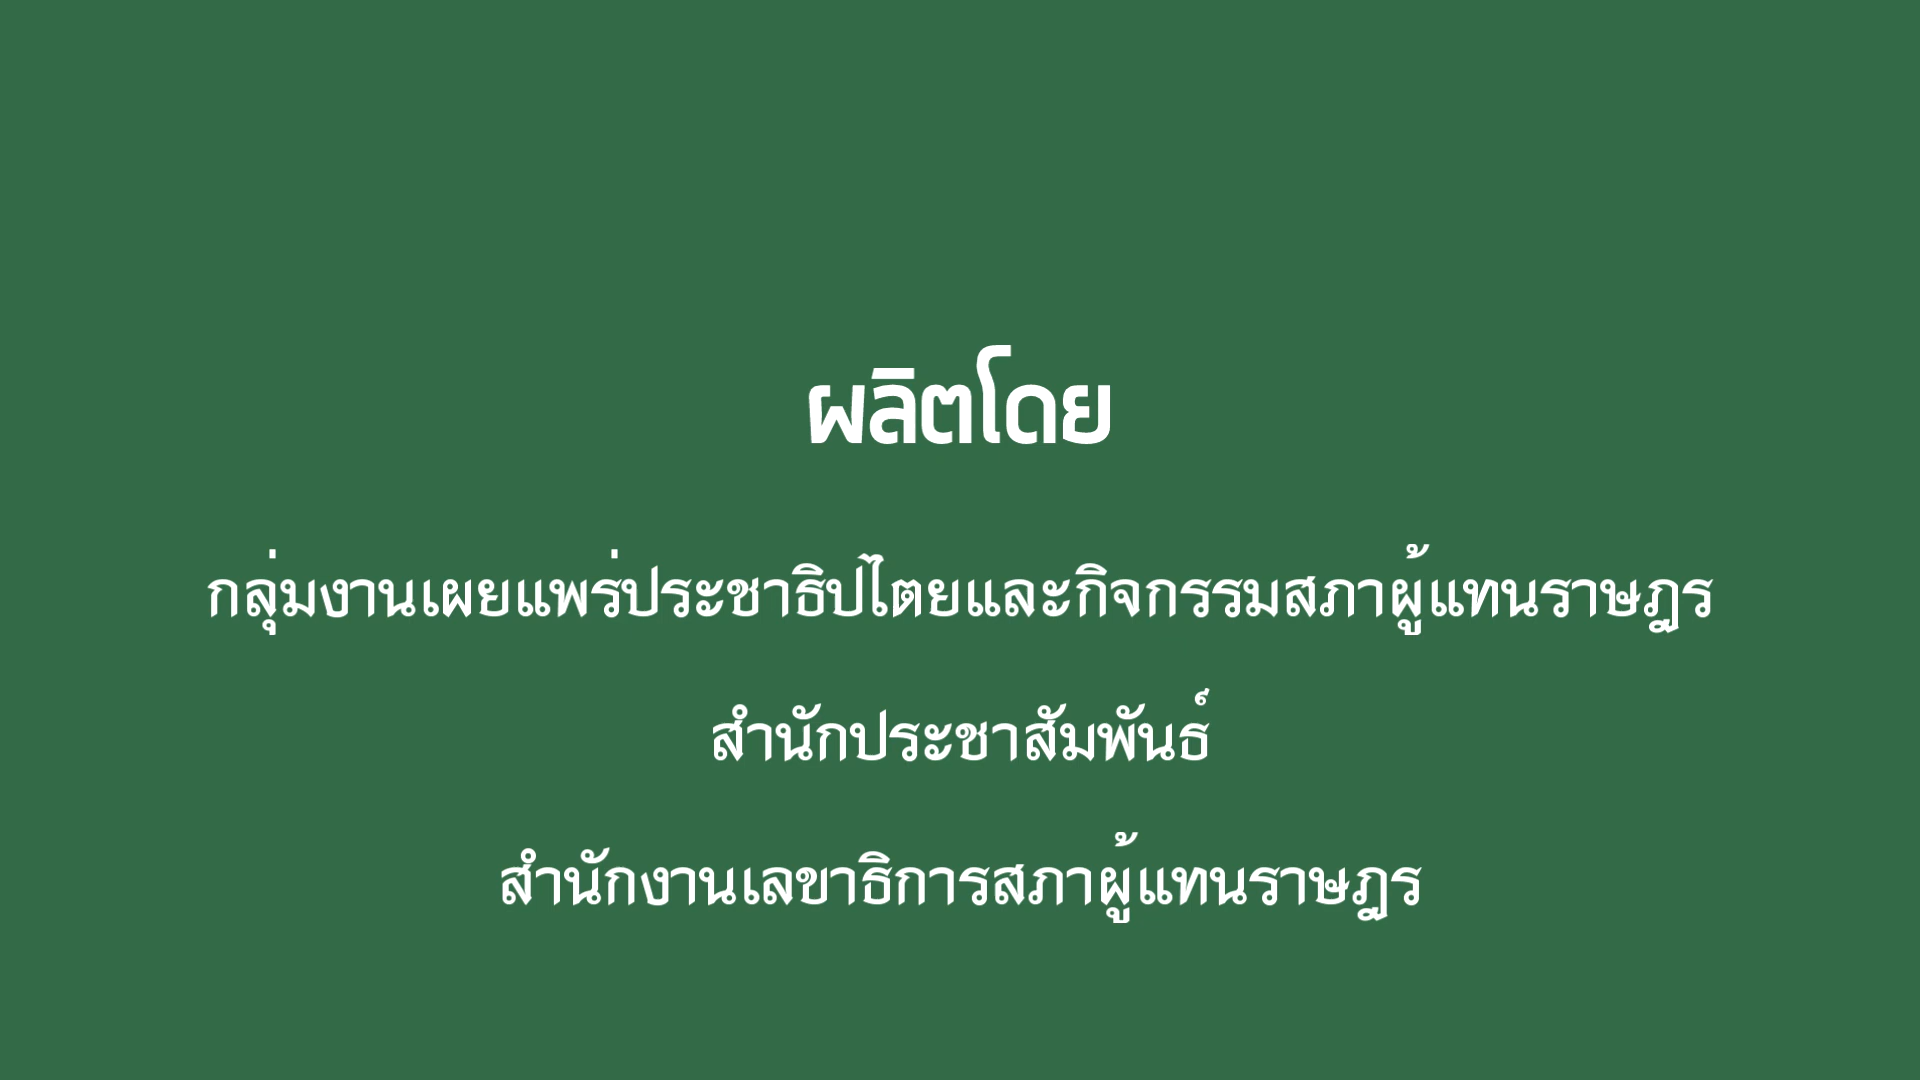 ผลิตโดย
กลุ่มงานเผยแพร่ประชาธิปไตยและกิจกรรมสภาผู้แทนราษฎร
สำนักประชาสัมพันธ์
สำนักงานเลขาธิการสภาผู้แทนราษฎร